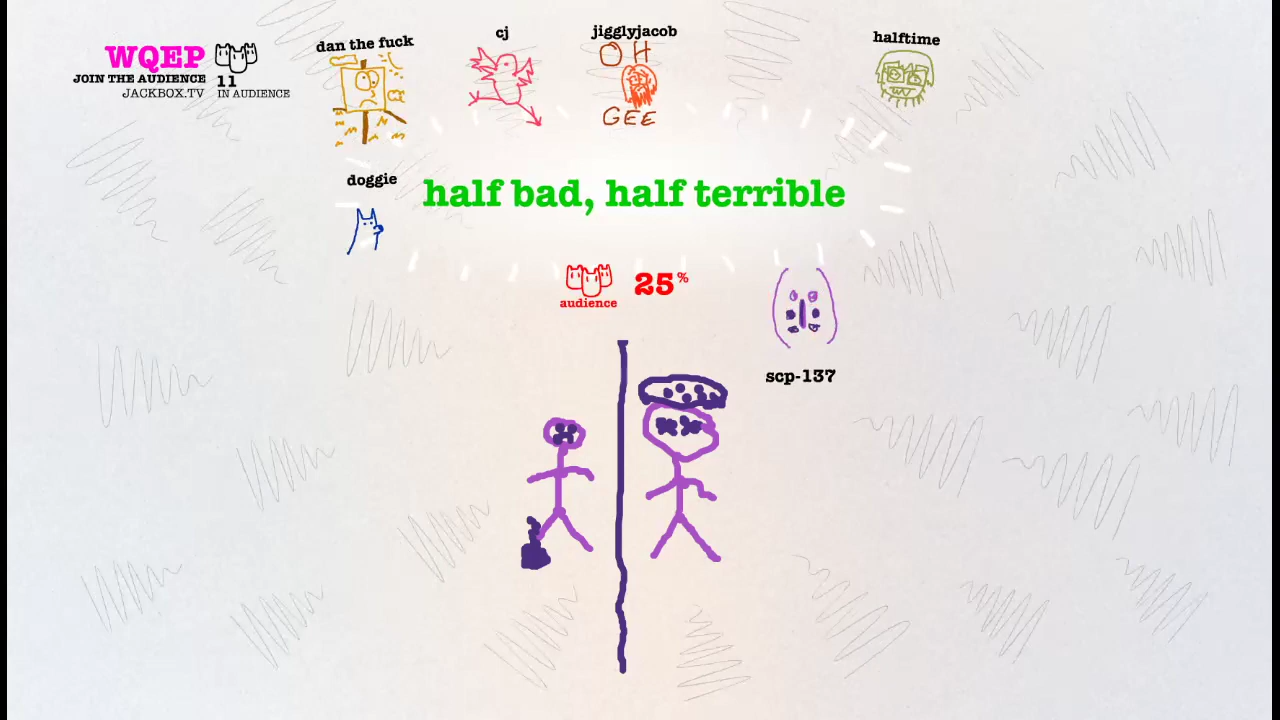 WQEP
JOIN THE AUDIENCE
JACKBOX.TV
11
IN AUDIENCE
dan the fuck
cj
jigglyjacob
OH
GEE
halftime
doggie
half bad, half terrible
audience
25%
scp-137